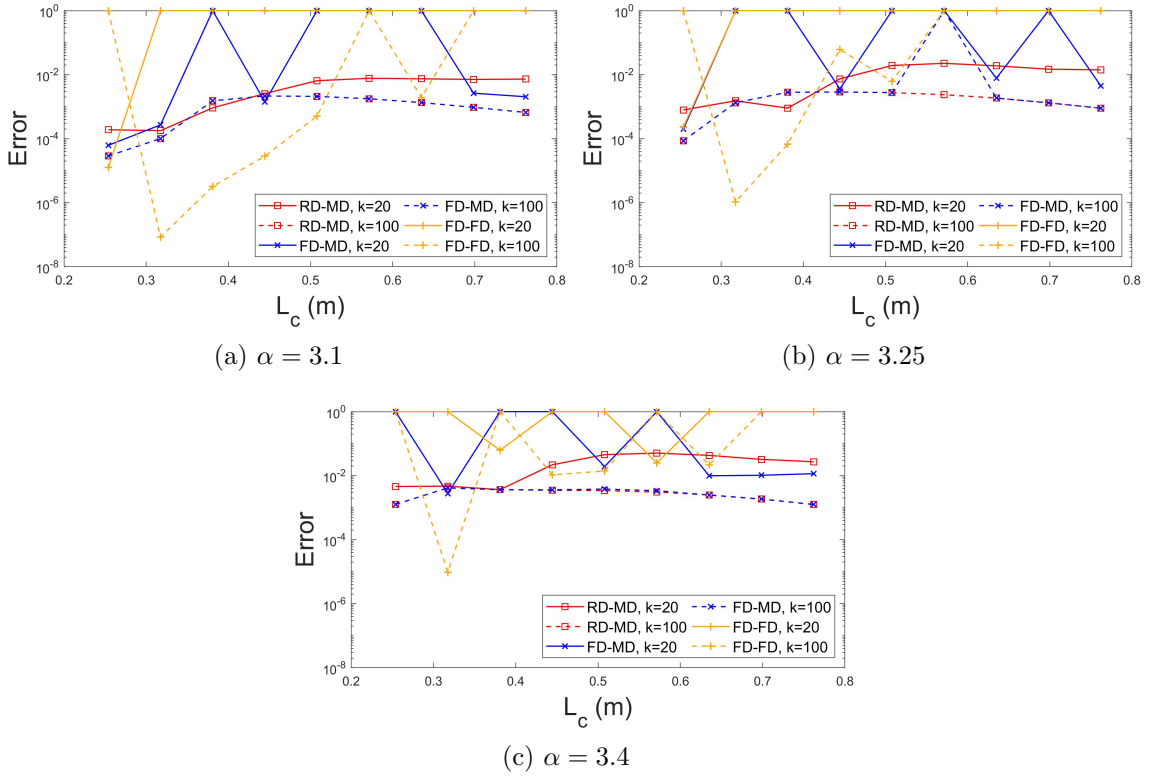 10^0
10^-2
10^-4
10^-6
10^-8
Error
0.2 0.3 0.4 0.5 0.6 0.7 0.8
L_c (m)
RD-MD, k=20
RD-MD, k=100
FD-MD, k=20
FD-MD, k=100
FD-FD, k=20
FD-FD, k=100
(a) α = 3.1
10^0
10^-2
10^-4
10^-6
10^-8
Error
0.2 0.3 0.4 0.5 0.6 0.7 0.8
L_c (m)
RD-MD, k=20
RD-MD, k=100
FD-MD, k=20
FD-MD, k=100
FD-FD, k=20
FD-FD, k=100
(b) α = 3.25
10^0
10^-2
10^-4
10^-6
10^-8
Error
0.2 0.3 0.4 0.5 0.6 0.7 0.8
L_c (m)
RD-MD, k=20
RD-MD, k=100
FD-MD, k=20
FD-MD, k=100
FD-FD, k=20
FD-FD, k=100
(c) α = 3.4